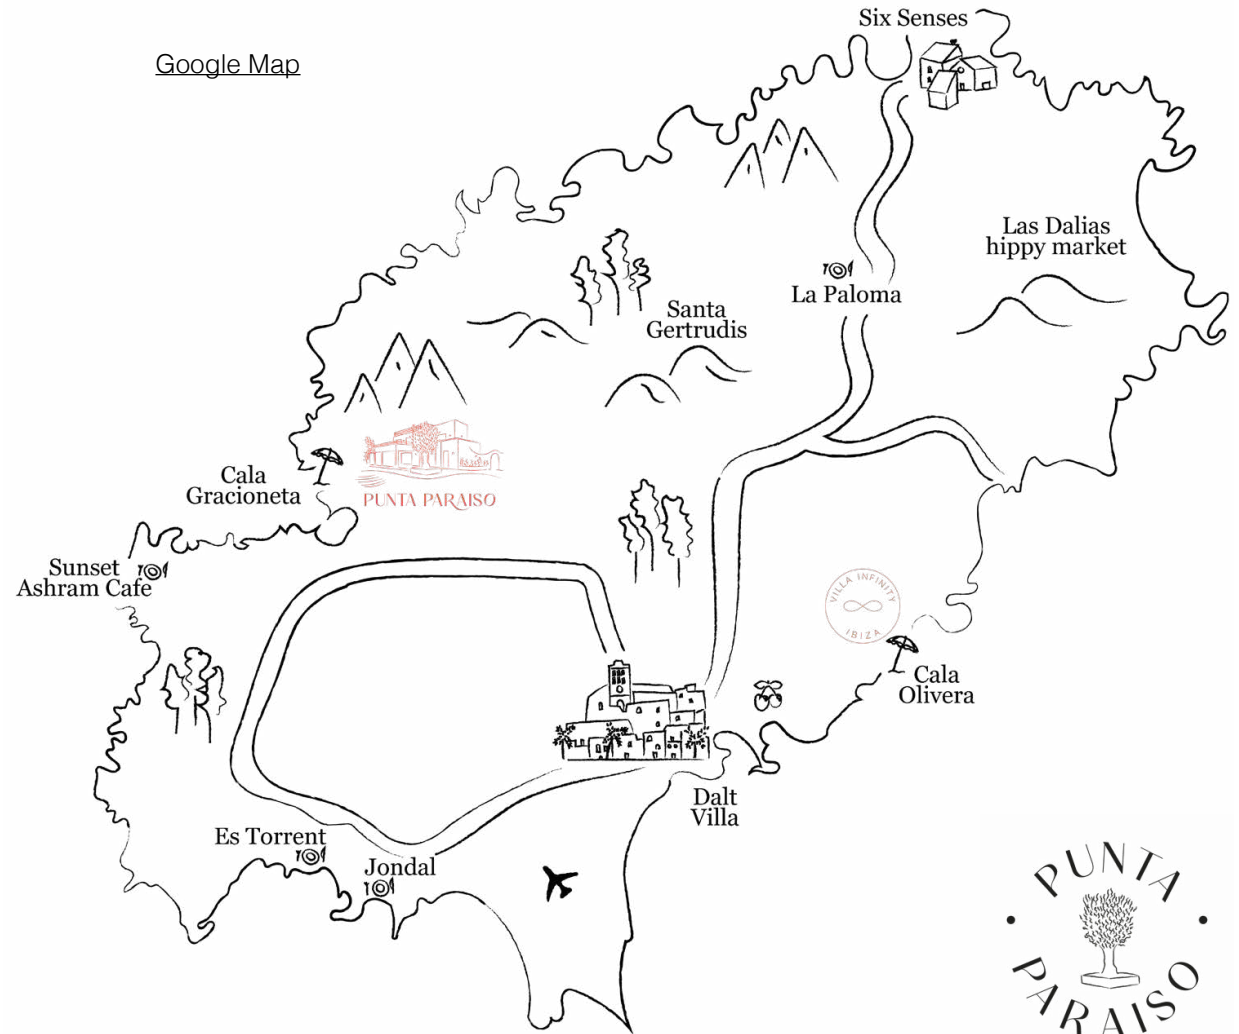 Six Senses
Google Map
Las Dalias
hippy market
La Paloma
Santa
Gertrudis
PUNTA PARAISO
Cala
Gracioneta
Sunset
Ashram Cafe
VILLA INFINITY
IBIZA
Cala
Olivera
Dalt
Villa
Es Torrent
Jondal
PUNTA
PARAISO